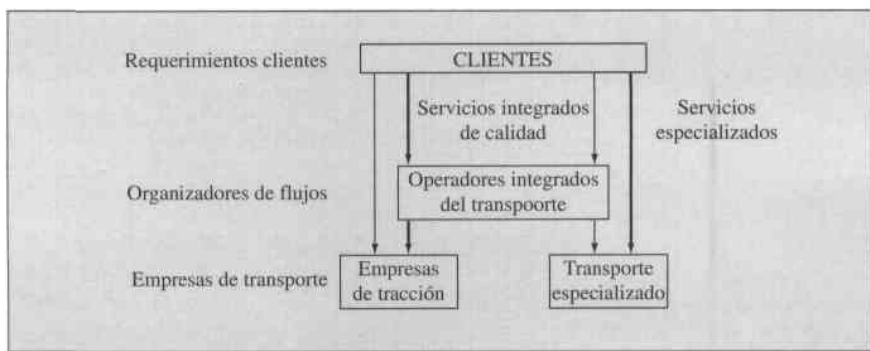 Requerimientos clientes
CLIENTES
Servicios integrados
de calidad
Servicios
especializados
Organizadores de flujos
Operadores integrados
del transpoorte
Empresas de transporte
Empresas
de tracción
Transporte
especializado